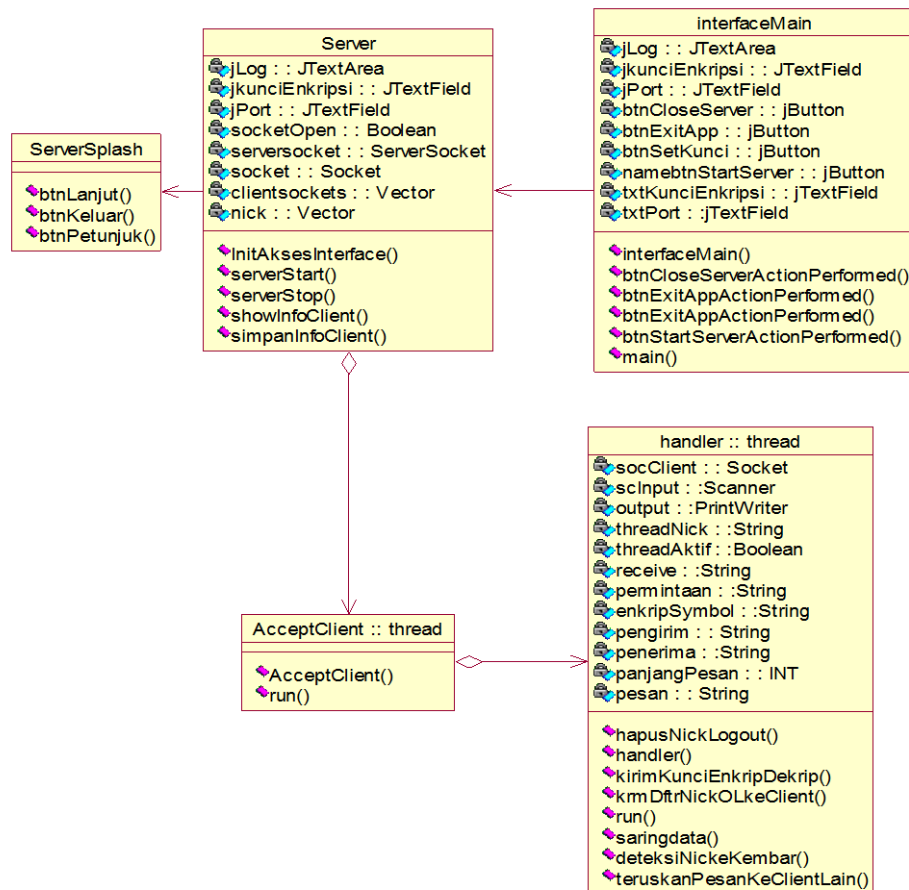 ServerSplash
btnLanjut()
btnKeluar()
btnPetunjuk()
Server
jLog : : JTextArea
jkunciEnkripsi : : JTextField
jPort : : JTextField
socketOpen : : Boolean
serversocket : : ServerSocket
socket : : Socket
clientsockets : : Vector
nick : : Vector
InitAksesInterface()
serverStart()
serverStop()
showInfoClient()
simpanInfoClient()
interfaceMain
jLog : : JTextArea
jkunciEnkripsi : : JTextField
jPort : : JTextField
btnCloseServer : : jButton
btnExitApp : : jButton
btnSetKunci : : jButton
namebtnStartServer : : jButton
txtKunciEnkripsi : : jTextField
txtPort : :jTextField
interfaceMain()
btnCloseServerActionPerformed()
btnExitAppActionPerformed()
btnExitAppActionPerformed()
btnStartServerActionPerformed()
main()
AcceptClient :: thread
AcceptClient()
run()
handler :: thread
socClient : : Socket
scInput : :Scanner
output : :PrintWriter
threadNick : :String
threadAktif : :Boolean
receive : :String
permintaan : :String
enkripSymbol : :String
pengirim : : String
penerima : :String
panjangPesan : : INT
pesan : : String
hapusNickLogout()
handler()
kirimKunciEnkripDekrip()
krmDftrNickOLkeClient()
run()
saringdata()
deteksiNickeKembar()
teruskanPesanKeClientLain()